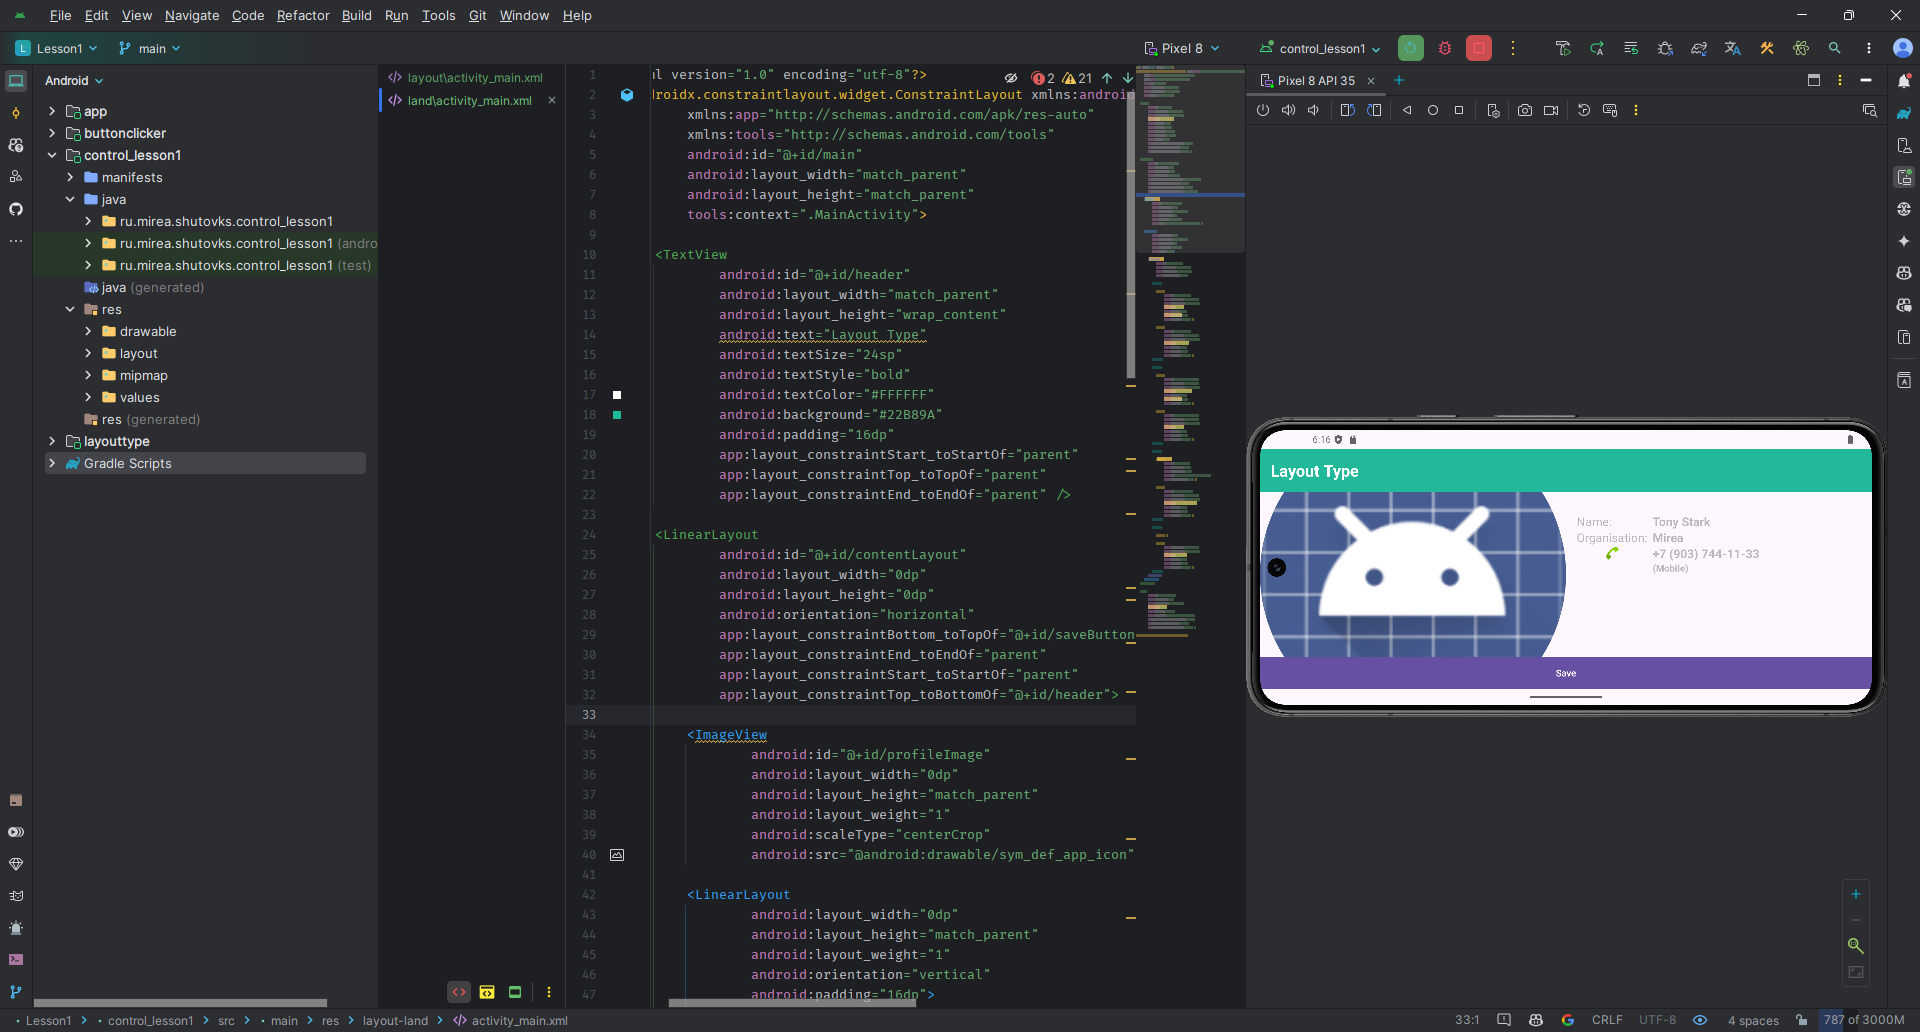 File Edit View Navigate Code Refactor Build Run Tools Git Window Help
L Lesson1 main Pixel 8 control_lesson1
Android
app
buttonclicker
control_lesson1
manifests
java
ru.mirea.shutovks.control_lesson1
ru.mirea.shutovks.control_lesson1 (andro
ru.mirea.shutovks.control_lesson1 (test)
java (generated)
res
drawable
layout
mipmap
values
res (generated)
layouttype
Gradle Scripts
layout\activity_main.xml
land\activity_main.xml
2 21
1 l version="1.0" encoding="utf-8"?>
2 roidx.constraintlayout.widget.ConstraintLayout xmlns:androi
3 xmlns:app="http://schemas.android.com/apk/res-auto"
4 xmlns:tools="http://schemas.android.com/tools"
5 android:id="@+id/main"
6 android:layout_width="match_parent"
7 android:layout_height="match_parent"
8 tools:context=".MainActivity">
9
10 <TextView
11 android:id="@+id/header"
12 android:layout_width="match_parent"
13 android:layout_height="wrap_content"
14 android:text="Layout Type"
15 android:textSize="24sp"
16 android:textStyle="bold"
17 android:textColor="#FFFFFF"
18 android:background="#22B89A"
19 android:padding="16dp"
20 app:layout_constraintStart_toStartOf="parent"
21 app:layout_constraintTop_toTopOf="parent"
22 app:layout_constraintEnd_toEndOf="parent" />
23
24 <LinearLayout
25 android:id="@+id/contentLayout"
26 android:layout_width="0dp"
27 android:layout_height="0dp"
28 android:orientation="horizontal"
29 app:layout_constraintBottom_toTopOf="@+id/saveButton
30 app:layout_constraintEnd_toEndOf="parent"
31 app:layout_constraintStart_toStartOf="parent"
32 app:layout_constraintTop_toBottomOf="@+id/header">
33
34 <ImageView
35 android:id="@+id/profileImage"
36 android:layout_width="0dp"
37 android:layout_height="match_parent"
38 android:layout_weight="1"
39 android:scaleType="centerCrop"
40 android:src="@android:drawable/sym_def_app_icon"
41
42 <LinearLayout
43 android:layout_width="0dp"
44 android:layout_height="match_parent"
45 android:layout_weight="1"
46 android:orientation="vertical"
47 android:padding="16dp">
Pixel 8 API 35
6:16
Layout Type
Name: Tony Stark
Organisation: Mirea
+7 (903) 744-11-33
(Mobile)
Save
Lesson1 > control_lesson1 > src > main > res > layout-land > activity_main.xml
33:1 CRLF UTF-8 4 spaces 787 of 3000M